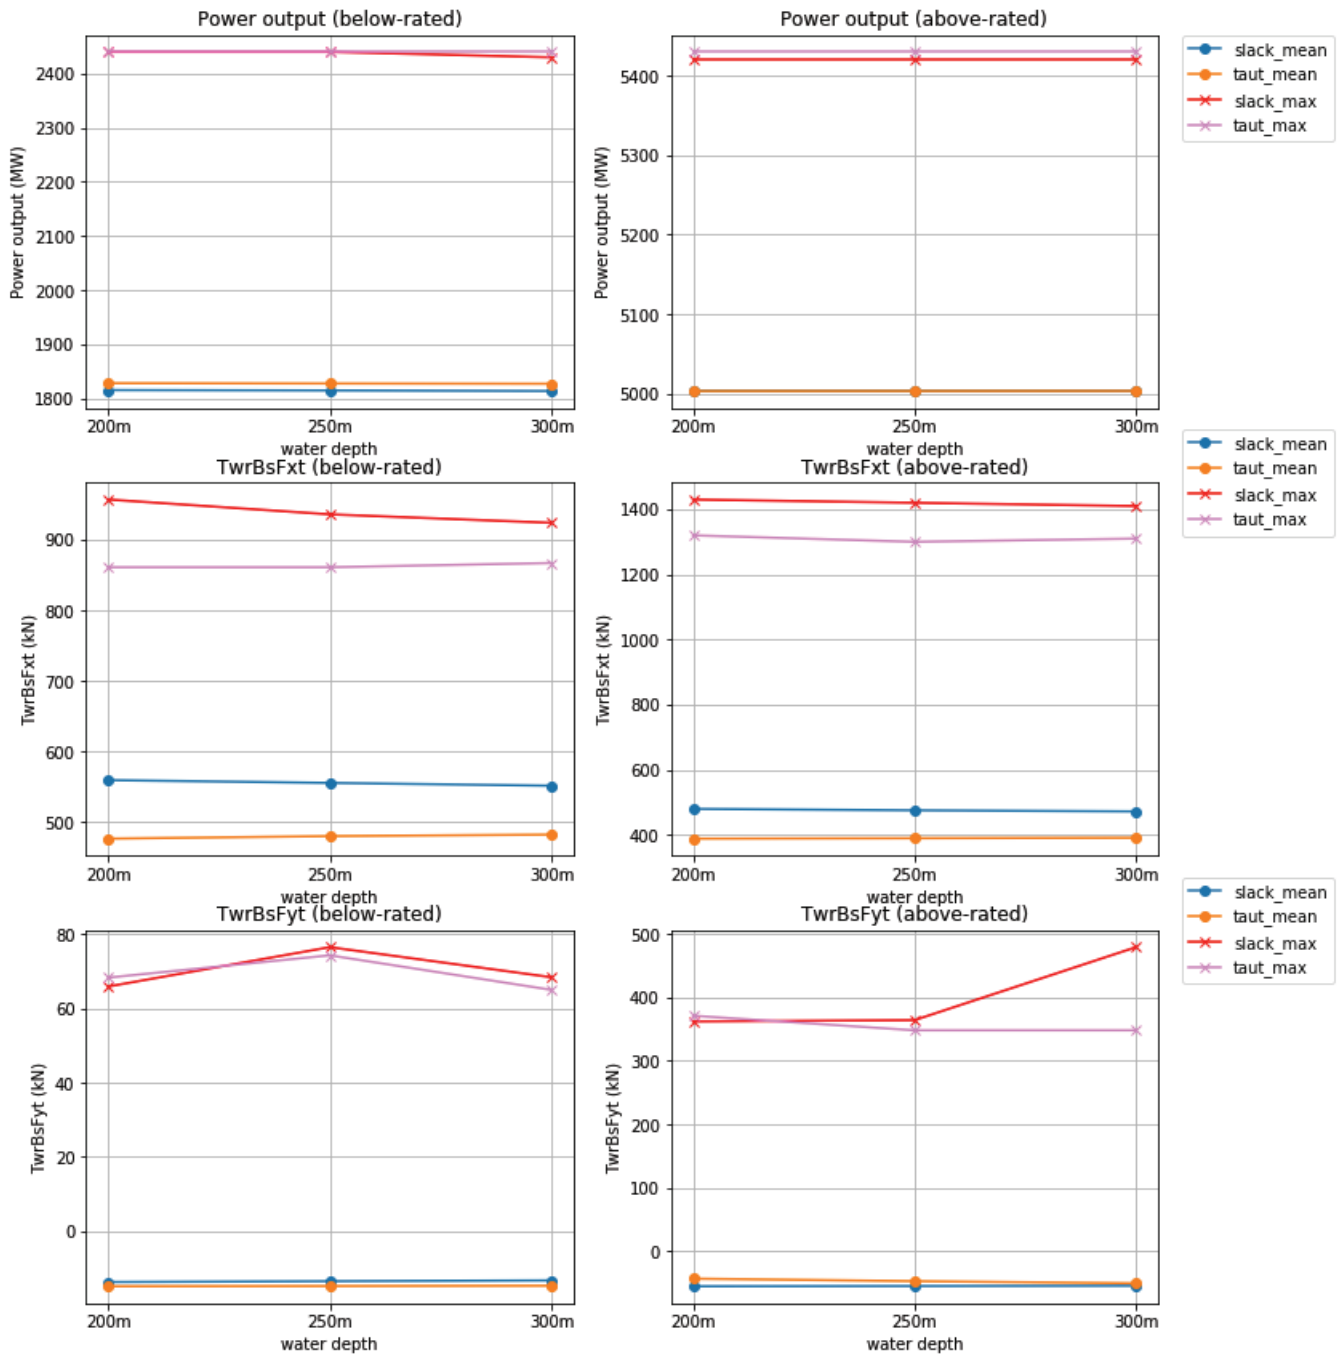 Power output (below-rated)
Power output (MW)
2400
2300
2200
2100
2000
1900
1800
200m 250m 300m
water depth
Power output (above-rated)
Power output (MW)
5400
5300
5200
5100
5000
200m 250m 300m
slack_mean
taut_mean
slack_max
taut_max
TwrBsFxt (below-rated)
TwrBsFxt (kN)
900
800
700
600
500
200m 250m 300m
water depth
water depth
TwrBsFxt (above-rated)
TwrBsFxt (kN)
1400
1200
1000
800
600
400
200m 250m 300m
water depth
slack_mean
taut_mean
slack_max
taut_max
TwrBsFyt (below-rated)
TwrBsFyt (kN)
80
60
40
20
0
200m 250m 300m
water depth
TwrBsFyt (above-rated)
TwrBsFyt (kN)
500
400
300
200
100
0
200m 250m 300m
water depth
slack_mean
taut_mean
slack_max
taut_max